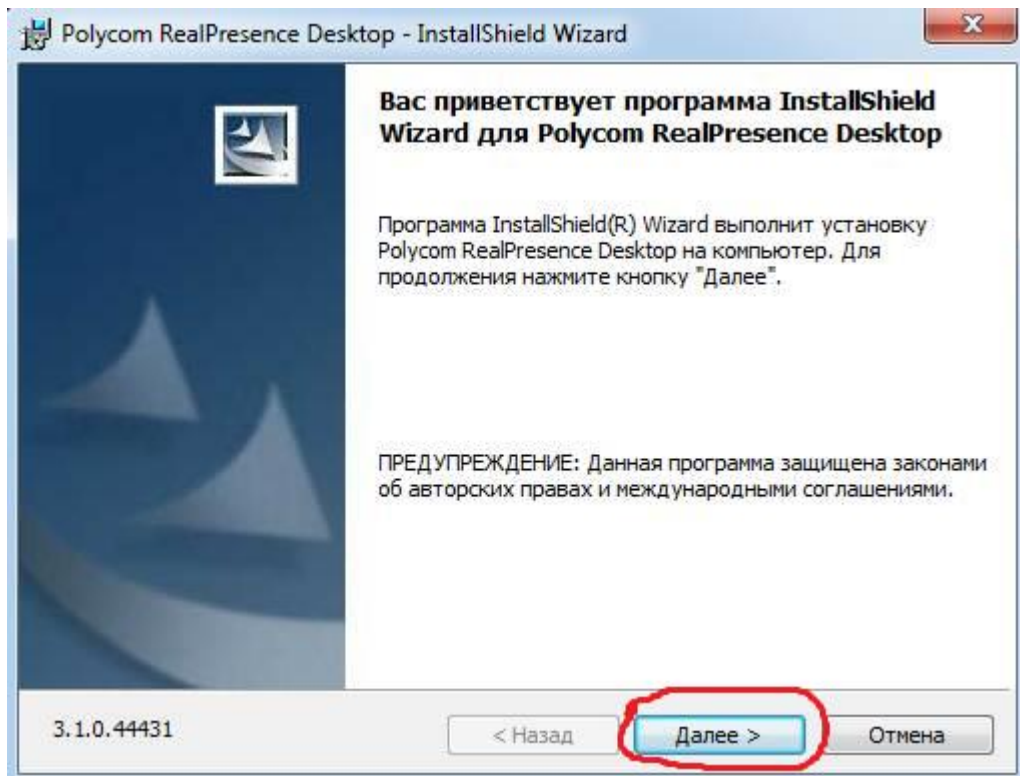 Polycom RealPresence Desktop - InstallShield Wizard
Вас приветствует программа InstallShield
Wizard для Polycom RealPresence Desktop
Программа InstallShield(R) Wizard выполнит установку
Polycom RealPresence Desktop на компьютер. Для
продолжения нажмите кнопку "Далее".
ПРЕДУПРЕЖДЕНИЕ: Данная программа защищена законами
об авторских правах и международными соглашениями.
3.1.0.44431
< Назад
Далее >
Отмена